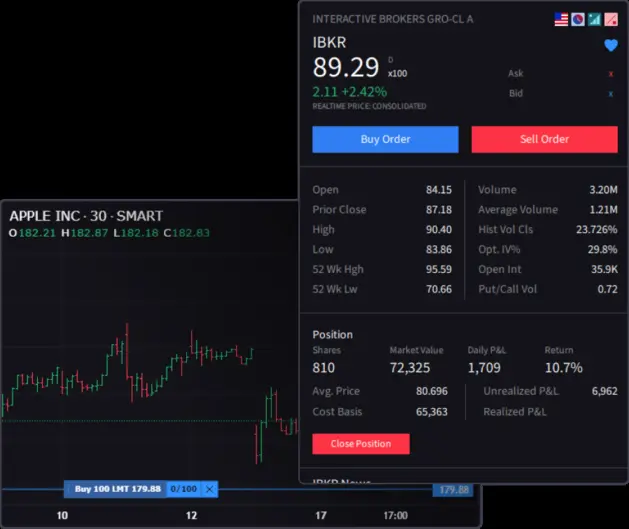 INTERACTIVE BROKERS GRO-CL A
IBKR
89.29 D x100
2.11 +2.42%
REALTIME PRICE: CONSOLIDATED
Ask x
Bid x
Buy Order Sell Order
Open 84.15 Volume 3.20M
Prior Close 87.18 Average Volume 1.21M
High 90.40 Hist Vol Cls 23.726%
Low 83.86 Opt. IV% 29.8%
52 Wk Hgh 95.59 Open Int 35.9K
52 Wk Lw 70.66 Put/Call Vol 0.72
Position
Shares Market Value Daily P&L Return
810 72,325 1,709 10.7%
Avg. Price 80.696 Unrealized P&L 6,962
Cost Basis 65,363 Realized P&L
Close Position
IBKR News
APPLE INC · 30 · SMART
O182.21 H182.87 L182.18 C182.83
Buy 100 LMT 179.88 0/100 X
179.88
10 12 17 17:00